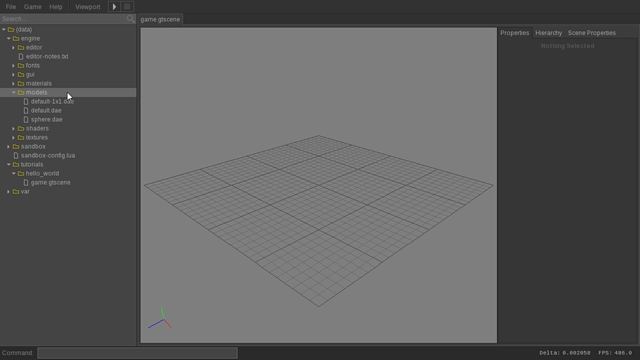 File Game Help Viewport
Search...
game.gtscene
Properties Hierarchy Scene Properties
Nothing Selected
{data}
engine
editor
editor-notes.txt
fonts
gui
materials
models
default-1x1.dae
default.dae
sphere.dae
shaders
textures
sandbox
sandbox-config.lua
tutorials
hello_world
game.gtscene
var
Command:
Delta: 0.002058 FPS: 486.0